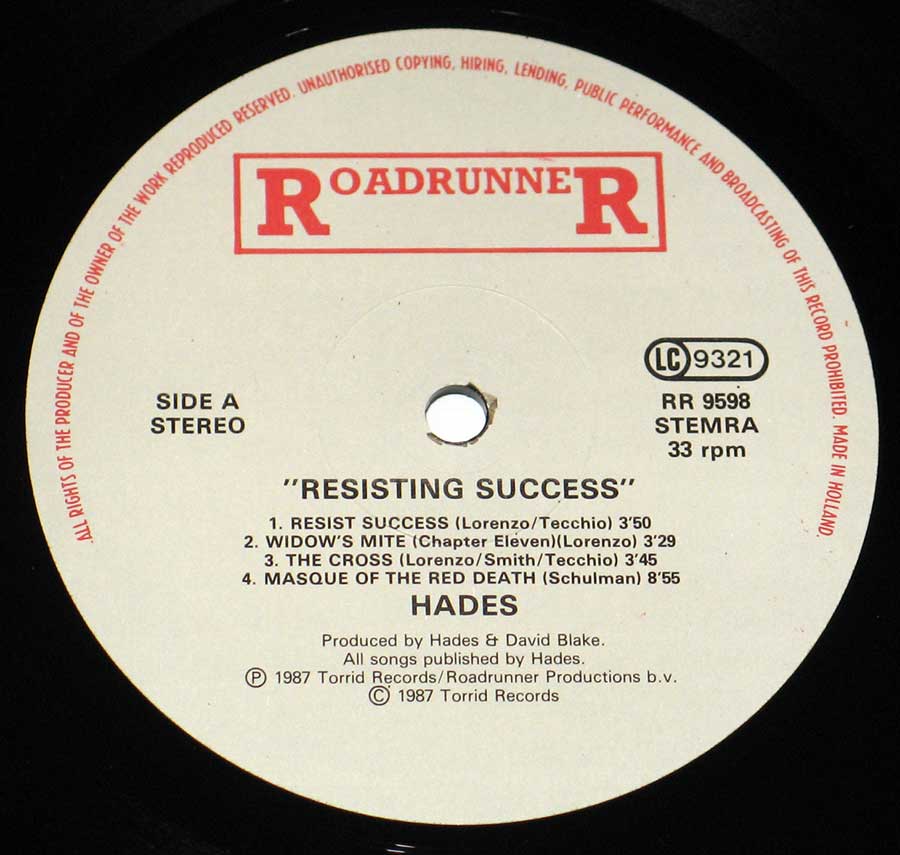 ALL RIGHTS OF THE PRODUCER AND OF THE OWNER OF THE WORK REPRODUCED RESERVED. UNAUTHORISED COPYING, HIRING, LENDING, PUBLIC PERFORMANCE AND BROADCASTING OF THIS RECORD PROHIBITED. MADE IN HOLLAND.
ROADRUNNER
LC 9321
SIDE A
STEREO
RR 9598
STEMRA
33 rpm
"RESISTING SUCCESS"
1. RESIST SUCCESS (Lorenzo/Tecchio) 3'50
2. WIDOW'S MITE (Chapter Eleven)(Lorenzo) 3'29
3. THE CROSS (Lorenzo/Smith/Tecchio) 3'45
4. MASQUE OF THE RED DEATH (Schulman) 8'55
HADES
Produced by Hades & David Blake.
All songs published by Hades.
℗ 1987 Torrid Records/Roadrunner Productions b.v.
© 1987 Torrid Records